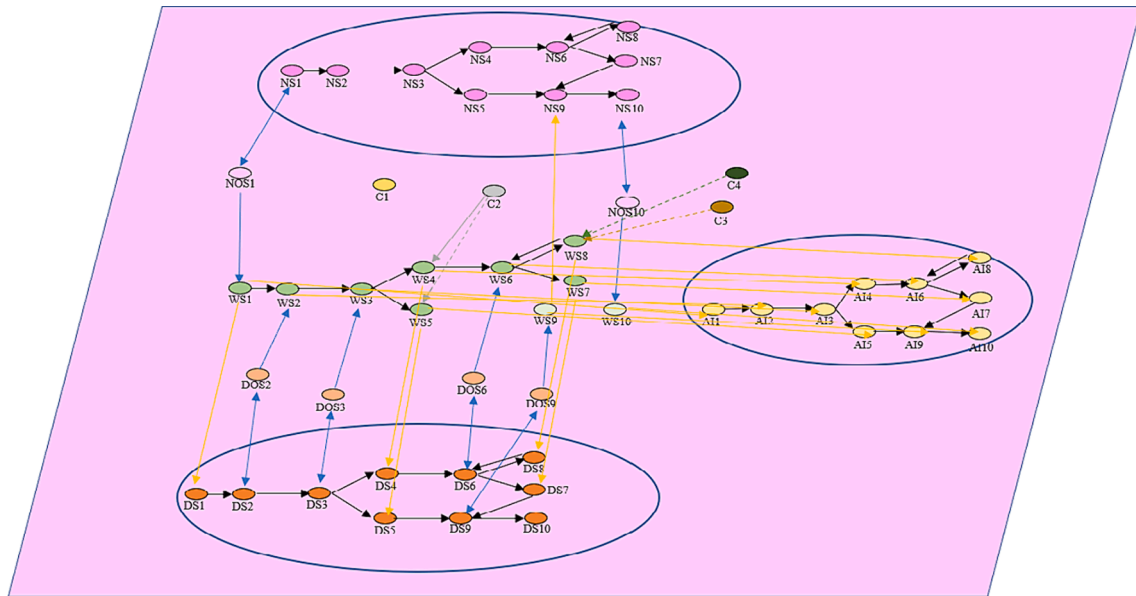 NS8
NS4
NS6
NS7
NS1
NS2
NS3
NS5
NS9
NS10
NOS1
C1
C2
C4
C3
NOS10
WS8
WS4
WS6
WS7
WS1
WS2
WS3
WS5
WS9
WS10
AI8
AI4
AI6
AI7
AI1
AI2
AI3
AI5
AI9
AI10
DOS2
DOS3
DOS6
DOS9
DS8
DS4
DS6
DS7
DS1
DS2
DS3
DS5
DS9
DS10